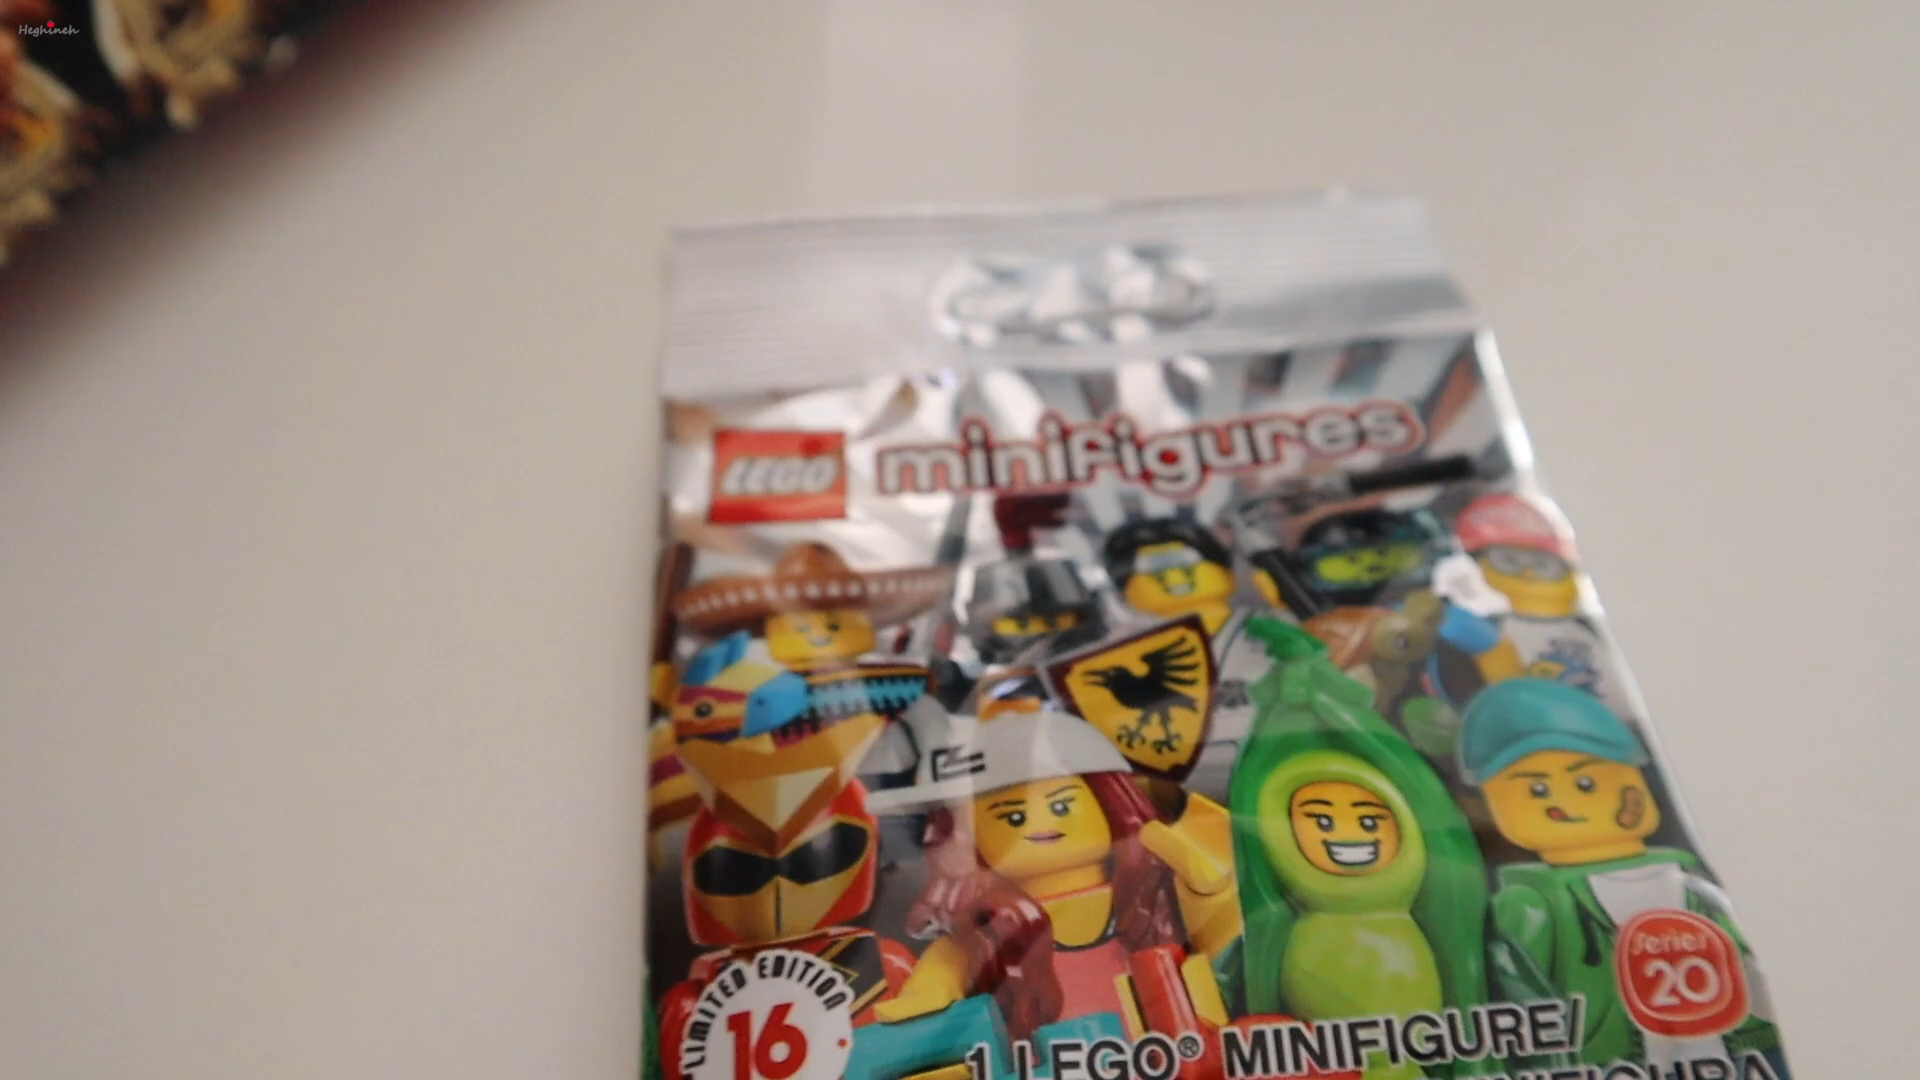 Heghineh
LEGO minifigures
LIMITED EDITION
16
series
20
1 LEGO® MINIFIGURE/